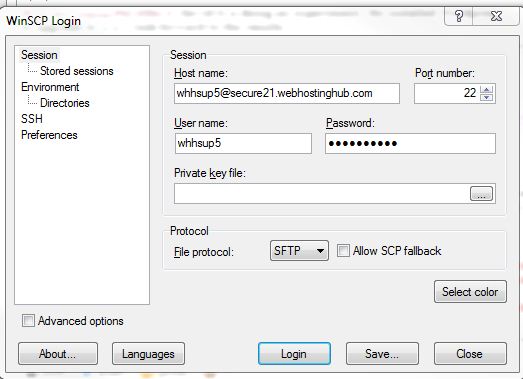 WinSCP Login
Session
Stored sessions
Environment
Directories
SSH
Preferences
Session
Host name: Port number:
whhsup5@secure21.webhostinghub.com 22
User name: Password:
whhsup5 ●●●●●●●●●●
Private key file:
...
Protocol
File protocol: SFTP Allow SCP fallback
Select color
Advanced options
About... Languages Login Save... Close